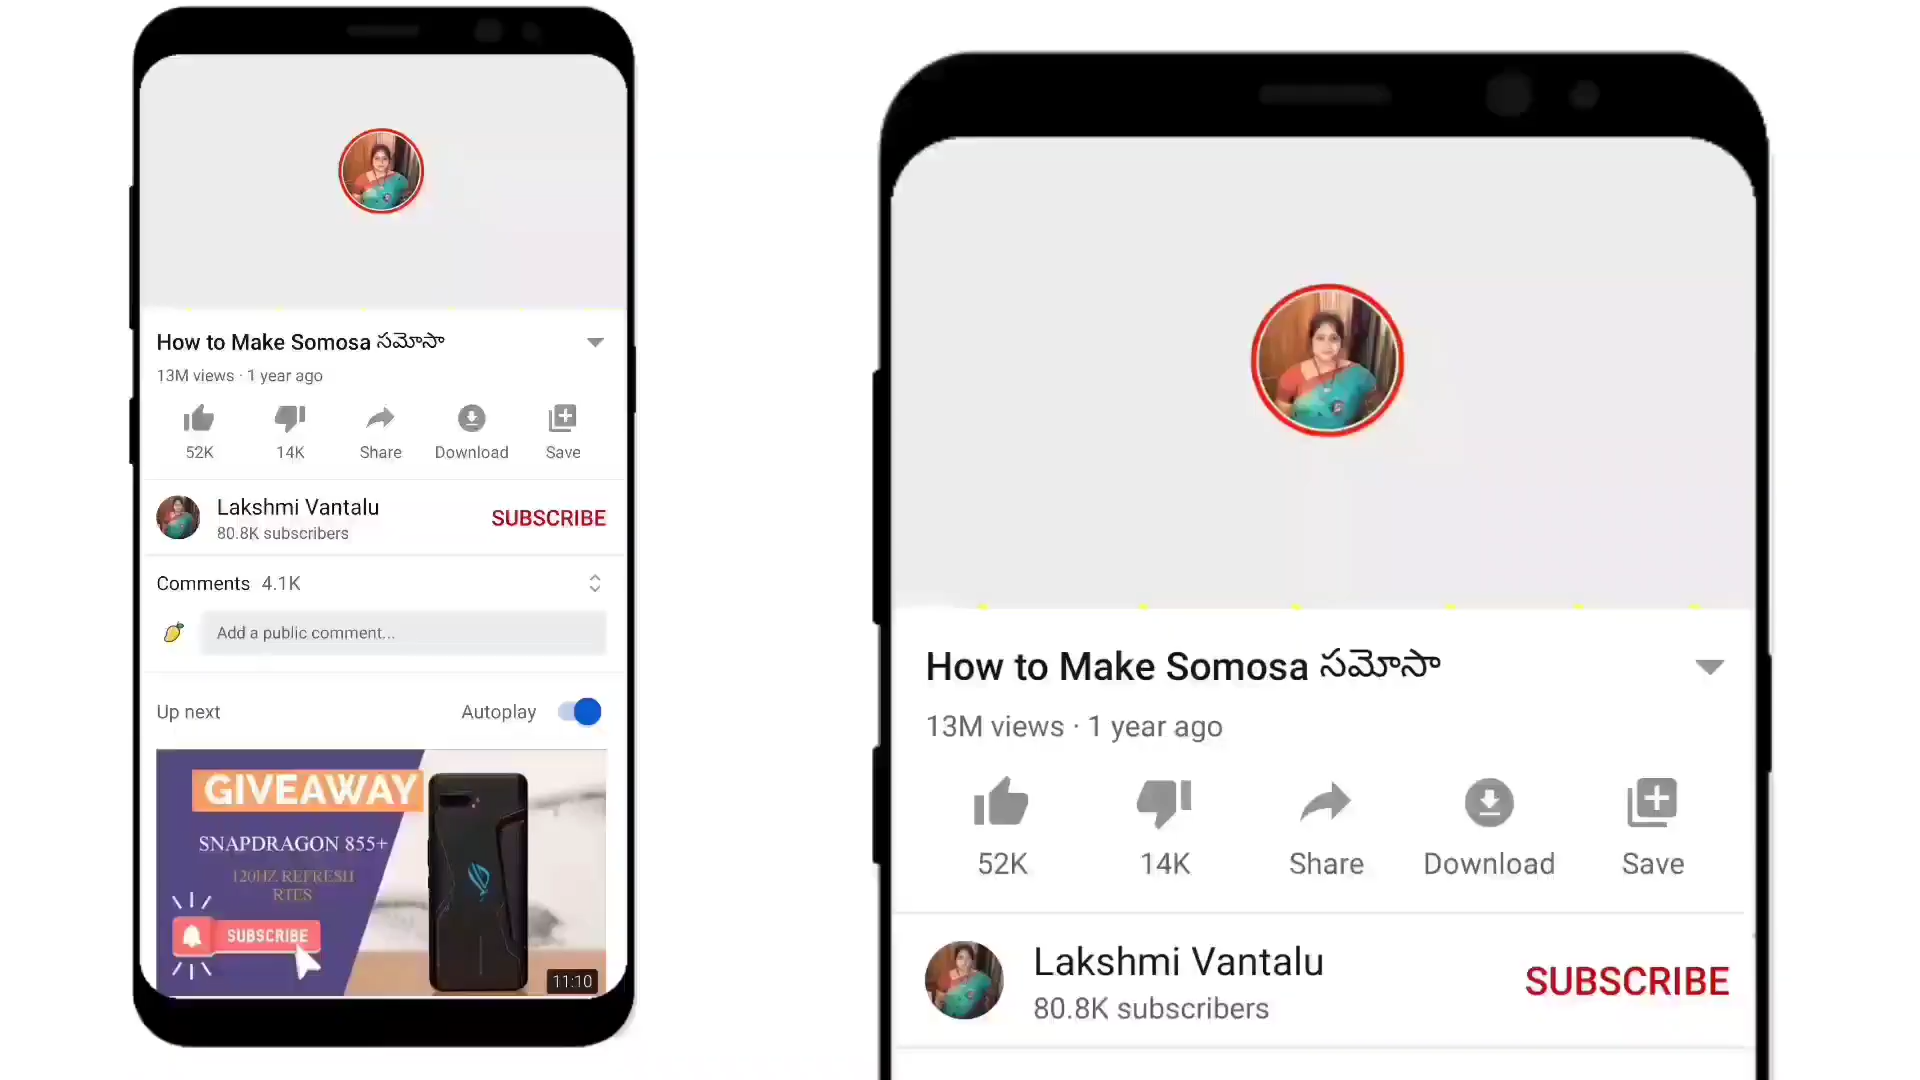 How to Make Somosa సమోసా
13M views · 1 year ago
52K 14K Share Download Save
Lakshmi Vantalu
80.8K subscribers
SUBSCRIBE
Comments 4.1K
Add a public comment...
Up next Autoplay
GIVEAWAY
SNAPDRAGON 855+
120HZ REFRESH
RTES
SUBSCRIBE
11:10
How to Make Somosa సమోసా
13M views · 1 year ago
52K 14K Share Download Save
Lakshmi Vantalu
80.8K subscribers
SUBSCRIBE